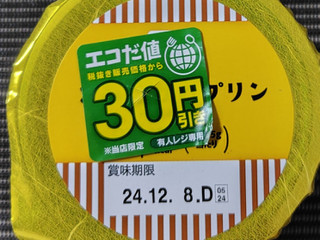 エコだ値
税抜き販売価格から
30円
引き
※当店限定 有人レジ専用
プリン
賞味期限
24.12. 8.D
05
24